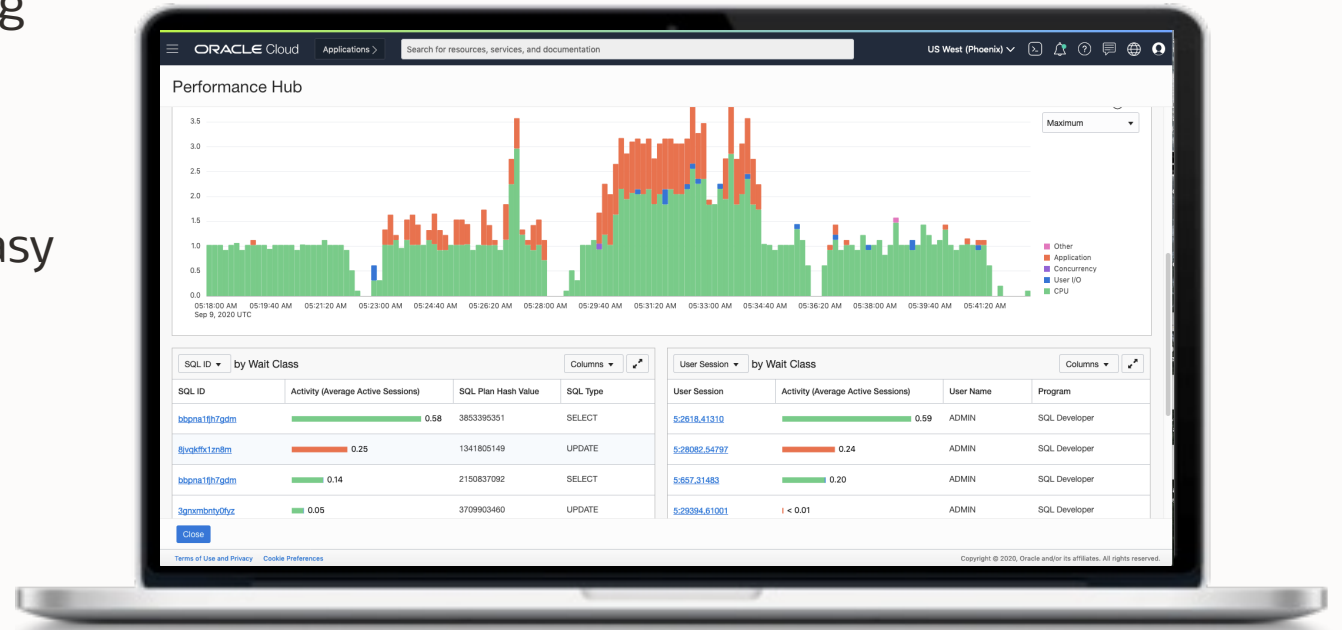 g
asy
ORACLE Cloud Applications > Search for resources, services, and documentation US West (Phoenix)
Performance Hub
Maximum
3.5
3.0
2.5
2.0
1.5
1.0
0.5
0.0
05:18:00 AM 05:19:40 AM 05:21:20 AM 05:23:00 AM 05:24:40 AM 05:26:20 AM 05:28:00 AM 05:29:40 AM 05:31:20 AM 05:33:00 AM 05:34:40 AM 05:36:20 AM 05:38:00 AM 05:39:40 AM 05:41:20 AM
Sep 9, 2020 UTC
Other
Application
Concurrency
User I/O
CPU
SQL ID by Wait Class Columns
SQL ID Activity (Average Active Sessions) SQL Plan Hash Value SQL Type
bbpna1fjh7gdm 0.58 3853395351 SELECT
8jvqkffx1zn8m 0.25 1341805149 UPDATE
bbpna1fjh7gdm 0.14 2150837092 SELECT
3gnxmbnty0fyz 0.05 3709903460 UPDATE
User Session by Wait Class Columns
User Session Activity (Average Active Sessions) User Name Program
5:2618,41310 0.59 ADMIN SQL Developer
5:28082,54797 0.24 ADMIN SQL Developer
5:657,31483 0.20 ADMIN SQL Developer
5:29394,61001 < 0.01 ADMIN SQL Developer
Close
Terms of Use and Privacy Cookie Preferences Copyright © 2020, Oracle and/or its affiliates. All rights reserved.